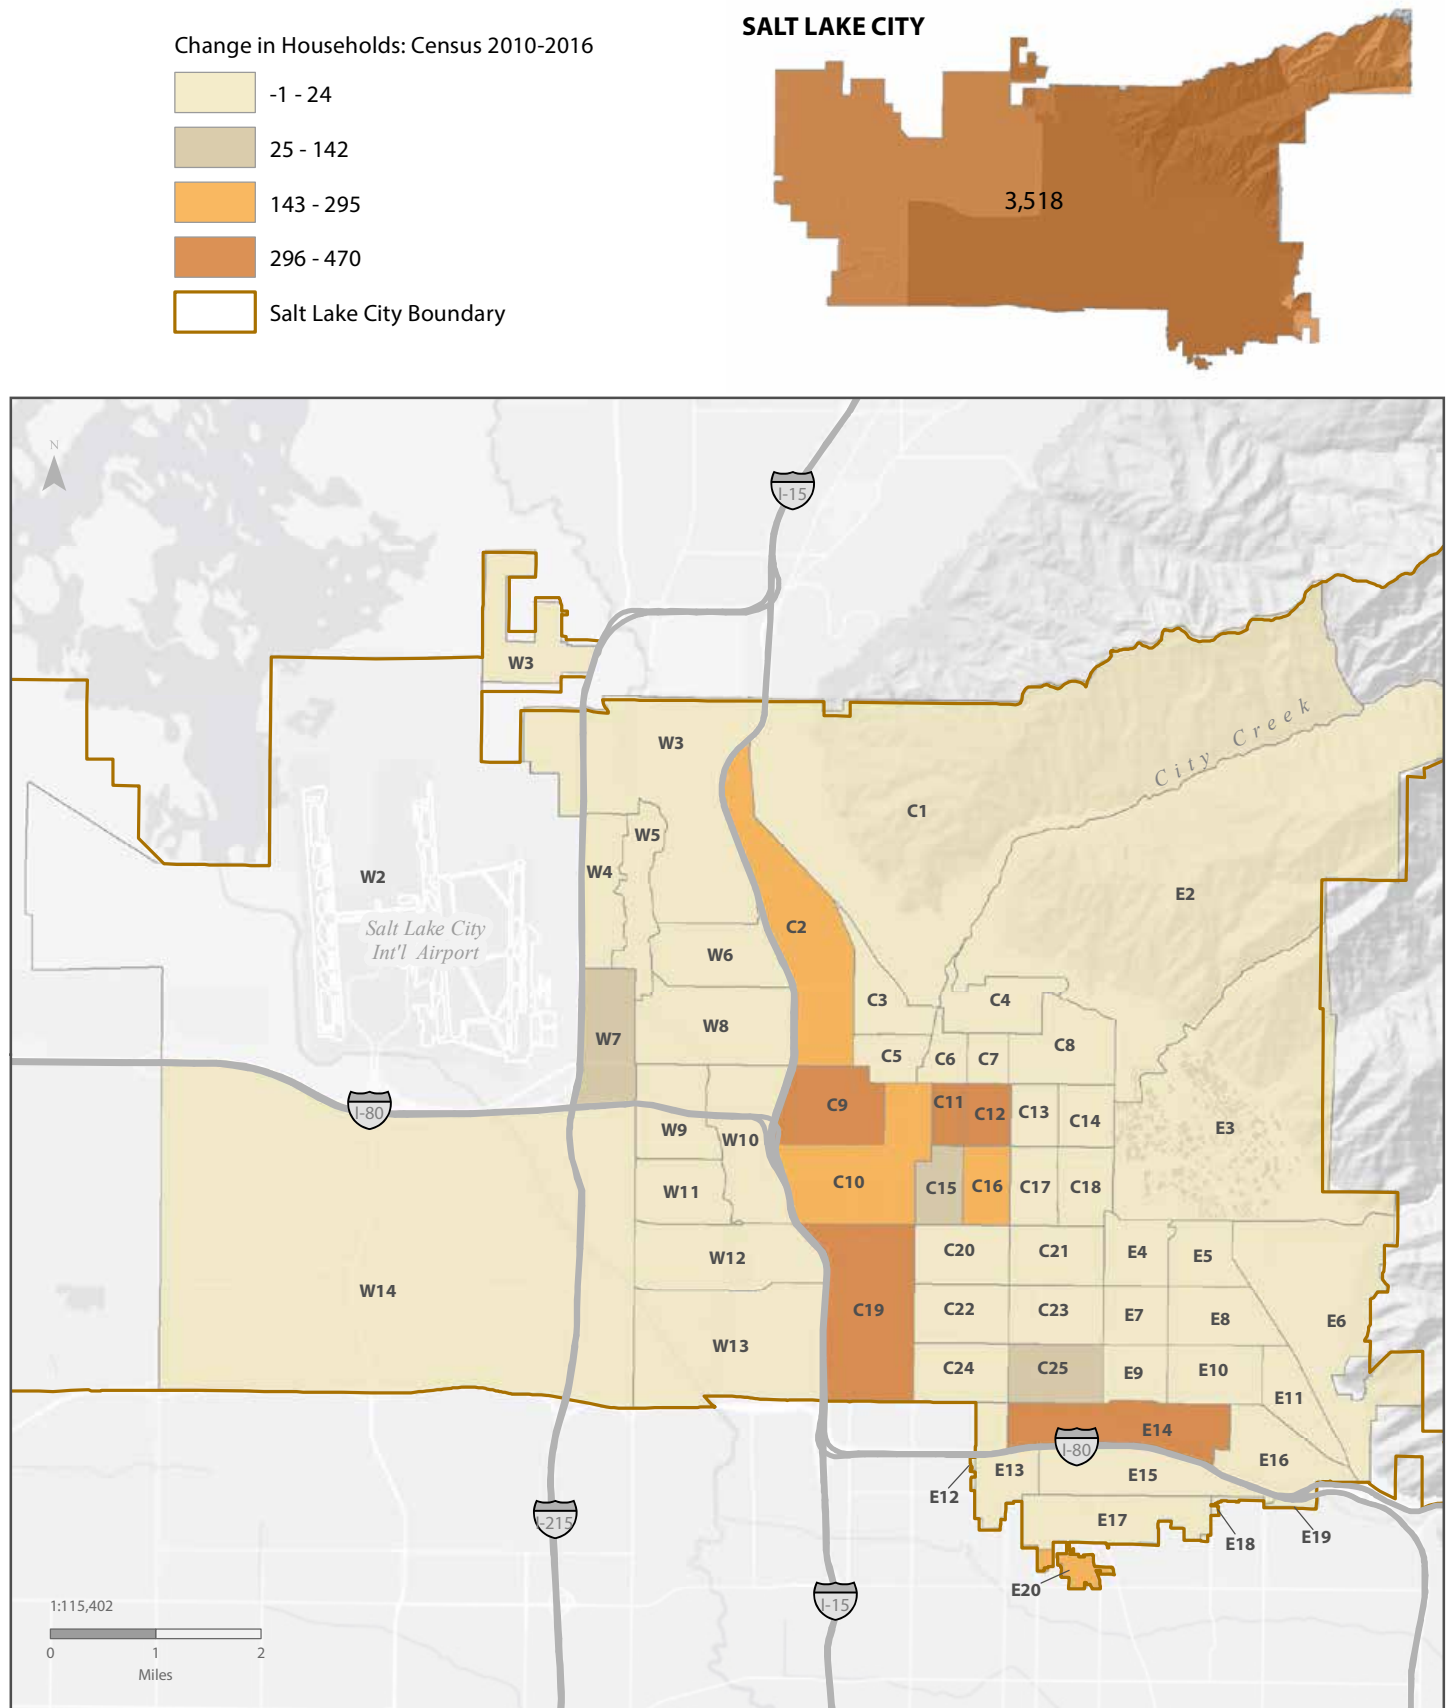 SALT LAKE CITY
Change in Households: Census 2010-2016
-1 - 24
25 - 142
143 - 295
296 - 470
Salt Lake City Boundary
3,518
N
I-15
W3
W3
City Creek
C1
W5
W4
W2
E2
Salt Lake City
Int'l Airport
C2
W6
C3
C4
W8
W7
C5
C6
C7
C8
I-80
C9
C11
C12
C13
C14
E3
W9
W10
W11
C10
C15
C16
C17
C18
W12
C20
C21
E4
E5
W14
C19
C22
C23
E7
E8
E6
W13
C24
C25
E9
E10
E11
E14
I-80
E16
E13
E15
E12
I-215
E17
E18
E19
E20
I-15
1:115,402
0
1
2
Miles